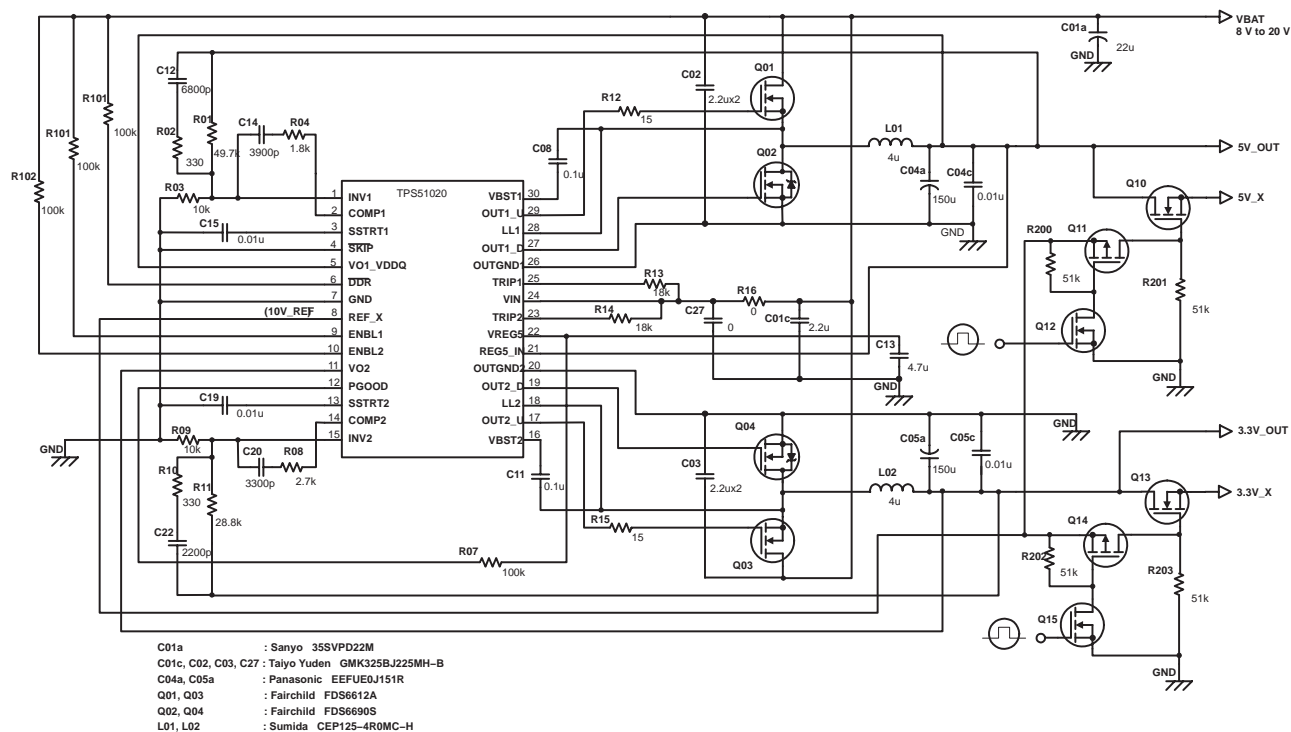 VBAT
8 V to 20 V
C01a
22u
GND
C12
6800p
C02
2.2ux2
Q01
R101
100k
R101
100k
R102
100k
R02
330
R01
49.7k
C14
3900p
R04
1.8k
R12
15
C08
0.1u
Q02
L01
4u
C04a
150u
C04c
0.01u
GND
5V_OUT
Q10
5V_X
R03
10k
C15
0.01u
TPS51020
1 INV1
2 COMP1
3 SSTRT1
4 SKIP
5 VO1_VDDQ
6 DDR
7 GND
8 REF_X
9 ENBL1
10 ENBL2
11 VO2
12 PGOOD
13 SSTRT2
14 COMP2
15 INV2
VBST1 30
OUT1_U 29
LL1 28
OUT1_D 27
OUTGND1 26
TRIP1 25
VIN 24
TRIP2 23
VREG5 22
REG5_IN 21
OUTGND2 20
OUT2_D 19
LL2 18
OUT2_U 17
VBST2 16
(10V_REF
R13
18k
R14
18k
R16
0
C27
0
C01c
2.2u
C13
4.7u
GND
R200
51k
Q11
R201
51k
Q12
GND
C19
0.01u
GND
R09
10k
C20
3300p
R08
2.7k
R10
330
R11
28.8k
C22
2200p
C11
0.1u
R15
15
R07
100k
Q04
C03
2.2ux2
Q03
L02
4u
C05a
150u
C05c
0.01u
GND
3.3V_OUT
Q13
3.3V_X
Q14
R202
51k
R203
51k
Q15
GND
C01a : Sanyo 35SVPD22M
C01c, C02, C03, C27 : Taiyo Yuden GMK325BJ225MH−B
C04a, C05a : Panasonic EEFUE0J151R
Q01, Q03 : Fairchild FDS6612A
Q02, Q04 : Fairchild FDS6690S
L01, L02 : Sumida CEP125−4R0MC−H